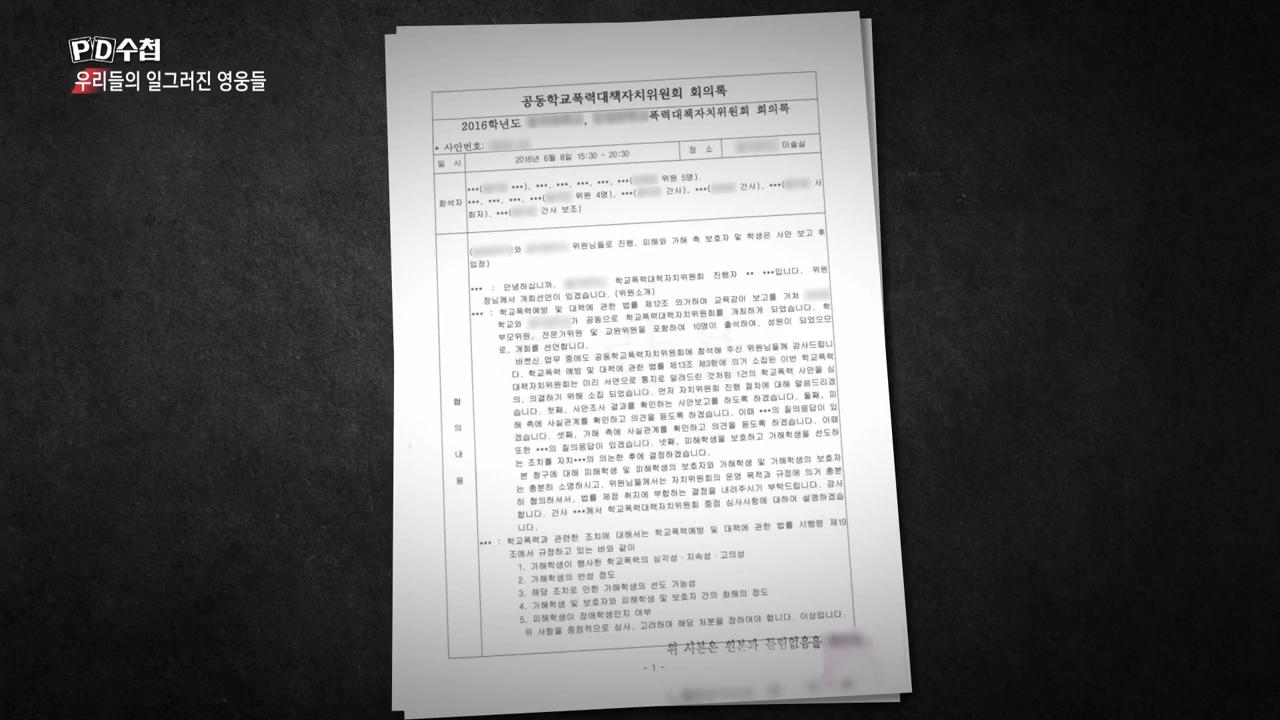 PD수첩
우리들의 일그러진 영웅들
공동학교폭력대책자치위원회 회의록
2016학년도 , 폭력대책자치위원회 회의록
* 사안번호:
일 시 2016년 6월 8일 15:30 ~ 20:30 장 소 미술실
참석자 ***( ***), ***, ***, ***, ***, ***( 위원 5명),
***, ***, ***, ***( 위원 4명), ***( 간사), ***( 간사), ***( 사
회자), ***( 간사 보조)
( 와 위원님들로 진행, 피해와 가해 측 보호자 및 학생은 사안 보고 후
입장)
*** : 안녕하십니까. 학교폭력대책자치위원회 진행자 ** ***입니다. 위원
장님께서 개회선언이 있겠습니다. (위원소개)
*** : 학교폭력예방 및 대책에 관한 법률 제12조 의거하여 교육감이 보고를 거쳐
학교와 가 공동으로 학교폭력대책자치위원회를 개최하게 되었습니다. 학
부모위원, 전문가위원 및 교원위원을 포함하여 10명이 출석하여, 성원이 되었으므
로, 개회를 선언합니다.
바쁘신 업무 중에도 공동학교폭력자치위원회에 참석해 주신 위원님들께 감사드립니
다. 학교폭력 예방 및 대책에 관한 법률 제13조 제3항에 의거 소집된 이번 학교폭력
대책자치위원회는 미리 서면으로 통지로 알려드린 것처럼 1건의 학교폭력 사안을 심
의, 의결하기 위해 소집 되었습니다. 먼저 자치위원회 진행 절차에 대해 말씀드리겠
습니다. 첫째, 사안조사 결과를 확인하는 사안보고를 하도록 하겠습니다. 둘째, 피
해 측에 사실관계를 확인하고 의견을 듣도록 하겠습니다. 이때 ***의 질의응답이 있
겠습니다. 셋째, 가해 측에 사실관계를 확인하고 의견을 듣도록 하겠습니다. 이때
또한 ***의 질의응답이 있겠습니다. 넷째, 피해학생을 보호하고 가해학생을 선도하
는 조치를 자치***의 의논한 후에 결정하겠습니다.
본 청구에 대해 피해학생 및 피해학생의 보호자와 가해학생 및 가해학생의 보호자
는 충분히 소명하시고, 위원님들께서는 자치위원회의 운영 목적과 규정에 의거 충분
히 협의하셔서, 법률 제정 취지에 부합하는 결정을 내려주시기 부탁드립니다. 감사
합니다. 간사 ***께서 학교폭력대책자치위원회 중점 심사사항에 대하여 설명하겠습
니다.
협
의
내
용
*** : 학교폭력과 관련한 조치에 대해서는 학교폭력예방 및 대책에 관한 법률 시행령 제19
조에서 규정하고 있는 바와 같이
1. 가해학생이 행사한 학교폭력의 심각성·지속성·고의성
2. 가해학생의 반성 정도
3. 해당 조치로 인한 가해학생의 선도 가능성
4. 가해학생 및 보호자와 피해학생 및 보호자 간의 화해의 정도
5. 피해학생이 장애학생인지 여부
위 사항을 중점적으로 심사, 고려하여 해당 처분을 정하여야 합니다. 이상입니다.
위 사본은 원본과 틀림없음을
- 1 -